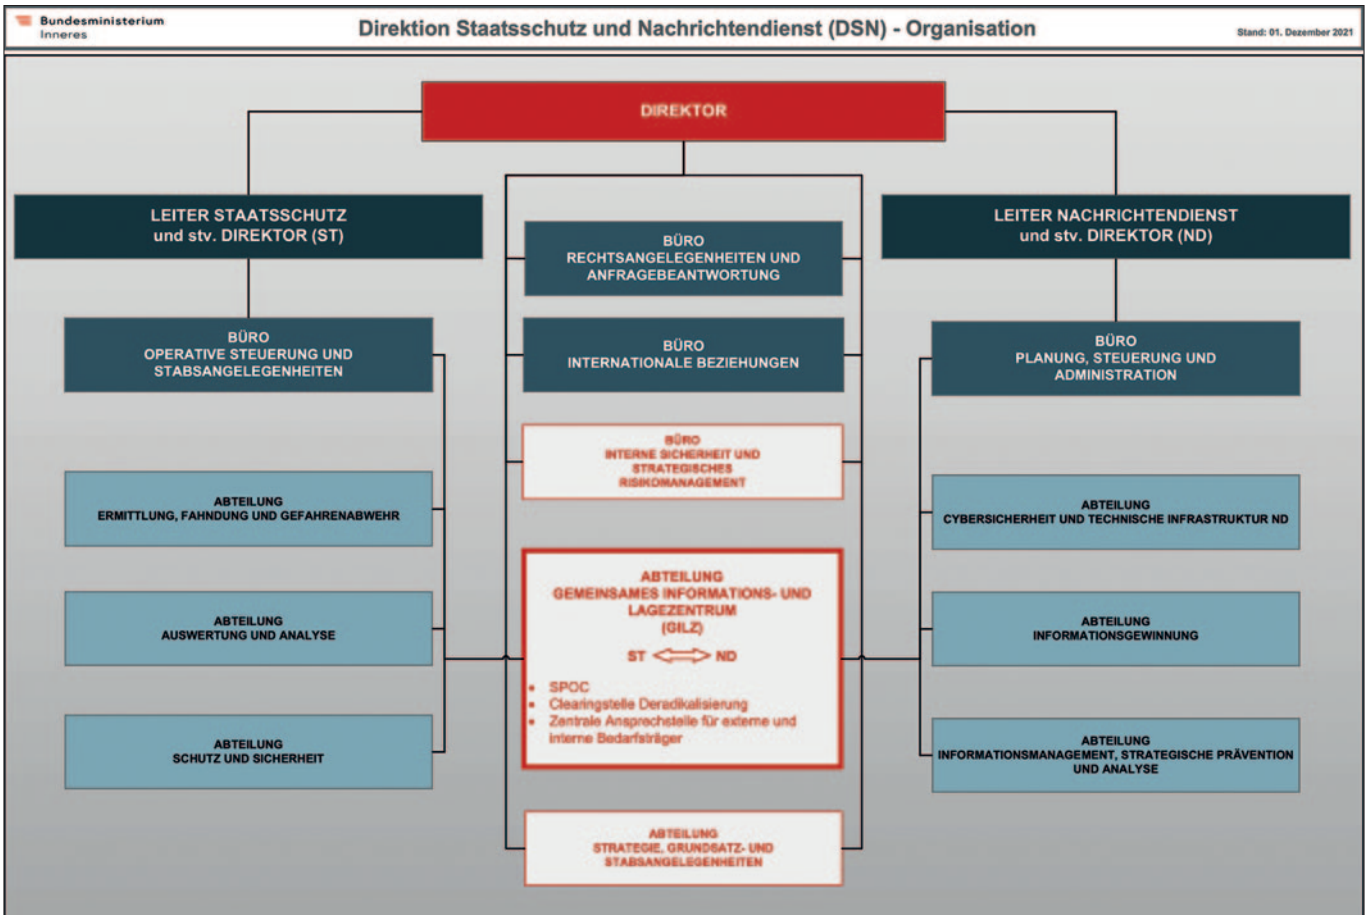 Bundesministerium
Inneres
Direktion Staatsschutz und Nachrichtendienst (DSN) - Organisation
Stand: 01. Dezember 2021
DIREKTOR
LEITER STAATSSCHUTZ
und stv. DIREKTOR (ST)
LEITER NACHRICHTENDIENST
und stv. DIREKTOR (ND)
BÜRO
RECHTSANGELEGENHEITEN UND
ANFRAGEBEANTWORTUNG
BÜRO
OPERATIVE STEUERUNG UND
STABSANGELEGENHEITEN
BÜRO
INTERNATIONALE BEZIEHUNGEN
BÜRO
PLANUNG, STEUERUNG UND
ADMINISTRATION
BÜRO
INTERNE SICHERHEIT UND
STRATEGISCHES
RISIKOMANAGEMENT
ABTEILUNG
ERMITTLUNG, FAHNDUNG UND GEFAHRENABWEHR
ABTEILUNG
CYBERSICHERHEIT UND TECHNISCHE INFRASTRUKTUR ND
ABTEILUNG
GEMEINSAMES INFORMATIONS- UND
LAGEZENTRUM
(GILZ)
ST ND
• SPOC
• Clearingstelle Deradikalisierung
• Zentrale Ansprechstelle für externe und
interne Bedarfsträger
ABTEILUNG
AUSWERTUNG UND ANALYSE
ABTEILUNG
INFORMATIONSGEWINNUNG
ABTEILUNG
SCHUTZ UND SICHERHEIT
ABTEILUNG
INFORMATIONSMANAGEMENT, STRATEGISCHE PRÄVENTION
UND ANALYSE
ABTEILUNG
STRATEGIE, GRUNDSATZ- UND
STABSANGELEGENHEITEN